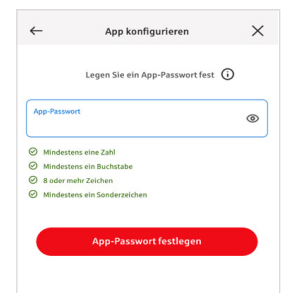 App konfigurieren
Legen Sie ein App-Passwort fest
App-Passwort
Mindestens eine Zahl
Mindestens ein Buchstabe
8 oder mehr Zeichen
Mindestens ein Sonderzeichen
App-Passwort festlegen